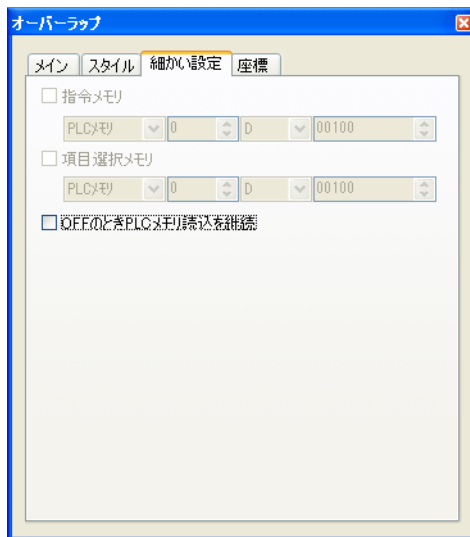 オーバーラップ
メイン スタイル 細かい設定 座標
指令メモリ
PLCメモリ 0 D 00100
項目選択メモリ
PLCメモリ 0 D 00100
OFFのときPLCメモリ読込を継続